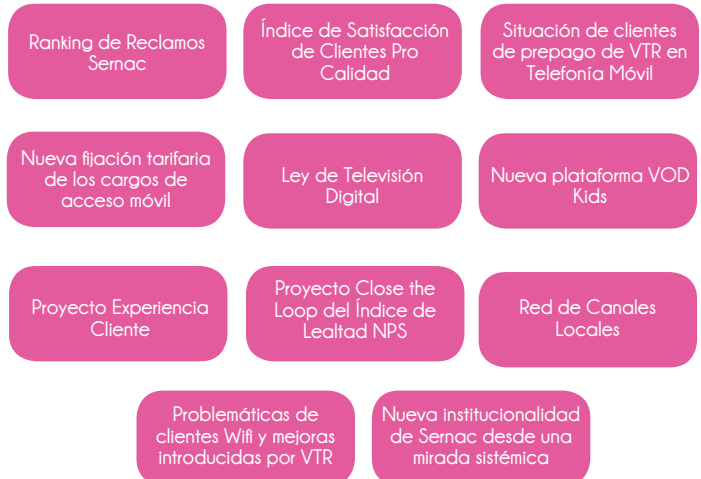 Ranking de Reclamos
Sernac
Índice de Satisfacción
de Clientes Pro
Calidad
Situación de clientes
de prepago de VTR en
Telefonía Móvil
Nueva fijación tarifaria
de los cargos de
acceso móvil
Ley de Televisión
Digital
Nueva plataforma VOD
Kids
Proyecto Experiencia
Cliente
Proyecto Close the
Loop del Índice de
Lealtad NPS
Red de Canales
Locales
Problemáticas de
clientes Wifi y mejoras
introducidas por VTR
Nueva institucionalidad
de Sernac desde una
mirada sistémica